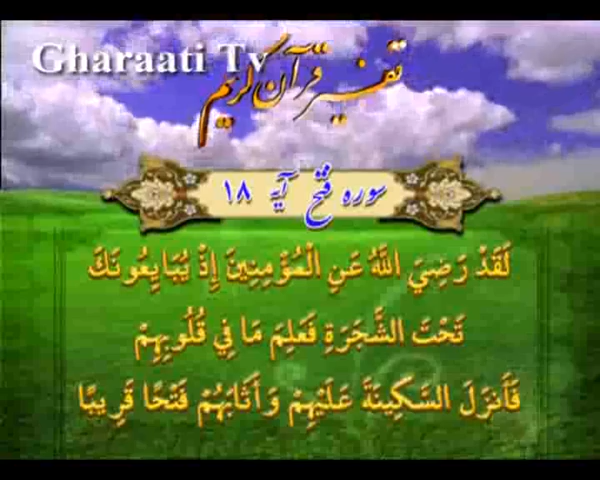 Gharaati Tv
تفسیر قرآن کریم
سوره فتح آیه ۱۸
لَقَدْ رَضِيَ اللَّهُ عَنِ الْمُؤْمِنِينَ إِذْ يُبَايِعُونَكَ
تَحْتَ الشَّجَرَةِ فَعَلِمَ مَا فِي قُلُوبِهِمْ
فَأَنزَلَ السَّكِينَةَ عَلَيْهِمْ وَأَثَابَهُمْ فَتْحًا قَرِيبًا